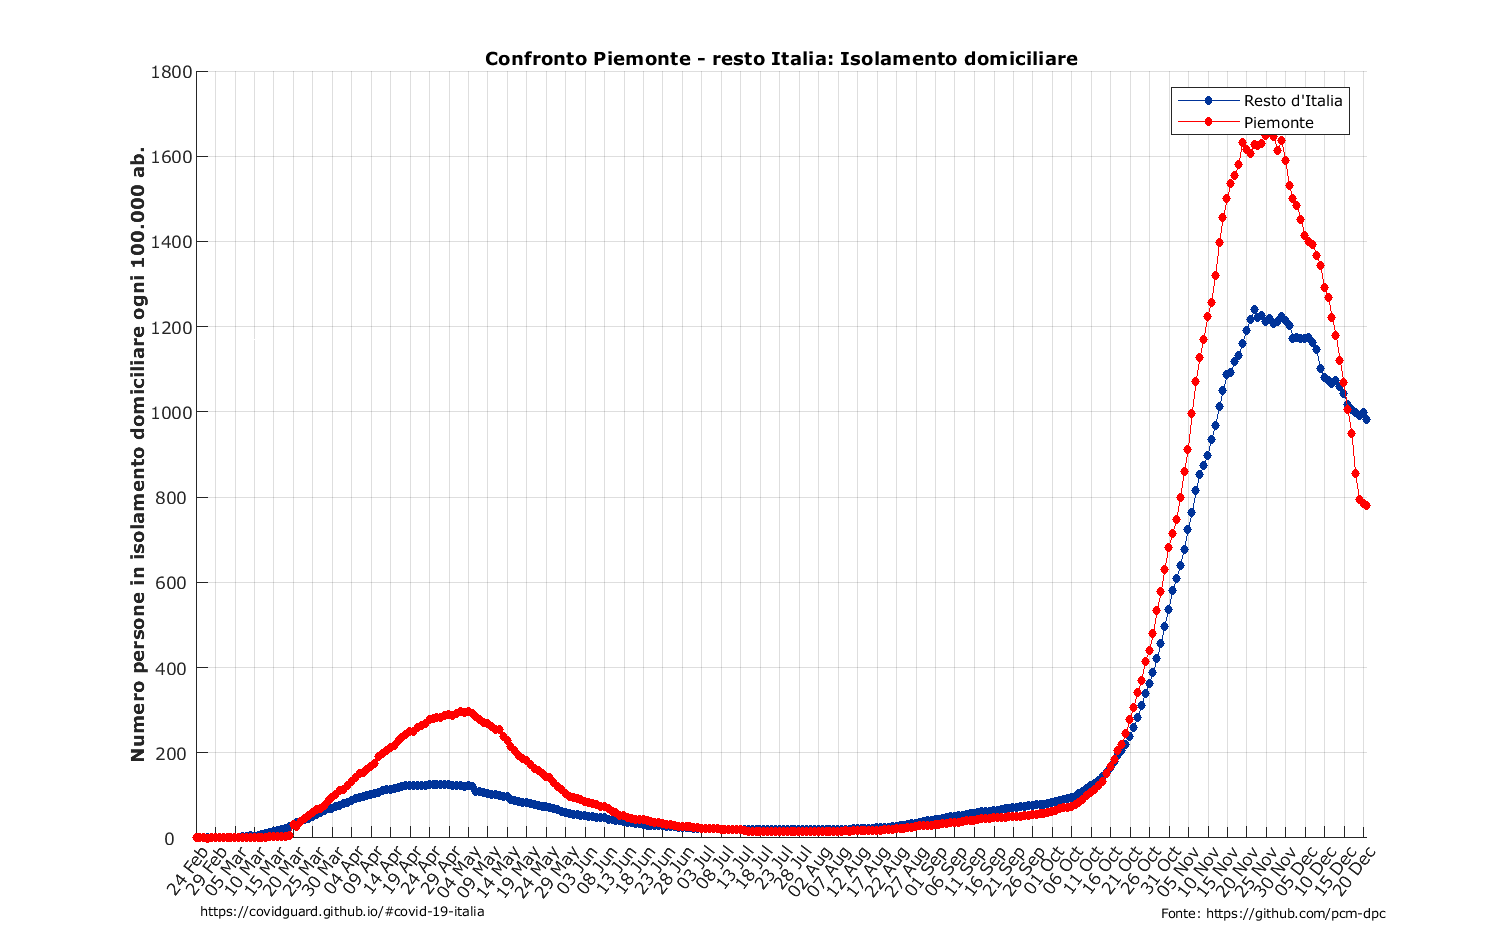 Confronto Piemonte - resto Italia: Isolamento domiciliare
Numero persone in isolamento domiciliare ogni 100.000 ab.
1800
1600
1400
1200
1000
800
600
400
200
0
Resto d'Italia
Piemonte
24 Feb
29 Feb
05 Mar
10 Mar
15 Mar
20 Mar
25 Mar
30 Mar
04 Apr
09 Apr
14 Apr
19 Apr
24 Apr
29 Apr
04 May
09 May
14 May
19 May
24 May
29 May
03 Jun
08 Jun
13 Jun
18 Jun
23 Jun
28 Jun
03 Jul
08 Jul
13 Jul
18 Jul
23 Jul
28 Jul
02 Aug
07 Aug
12 Aug
17 Aug
22 Aug
27 Aug
01 Sep
06 Sep
11 Sep
16 Sep
21 Sep
26 Sep
01 Oct
06 Oct
11 Oct
16 Oct
21 Oct
26 Oct
31 Oct
05 Nov
10 Nov
15 Nov
20 Nov
25 Nov
30 Nov
05 Dec
10 Dec
15 Dec
20 Dec
https://covidguard.github.io/#covid-19-italia
Fonte: https://github.com/pcm-dpc